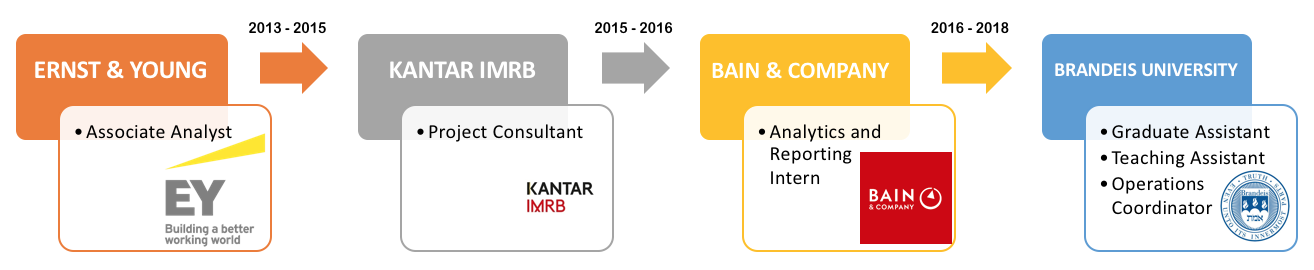 2013 - 2015
2015 - 2016
2016 - 2018
ERNST & YOUNG
KANTAR IMRB
BAIN & COMPANY
BRANDEIS UNIVERSITY
• Associate Analyst
EY
Building a better
working world
• Project Consultant
KANTAR
IMRB
• Analytics and
Reporting
Intern
BAIN
& COMPANY
• Graduate Assistant
• Teaching Assistant
• Operations
Coordinator
TRUTH EVEN UNTO ITS INNERMOST PARTS
Brandeis
אמת